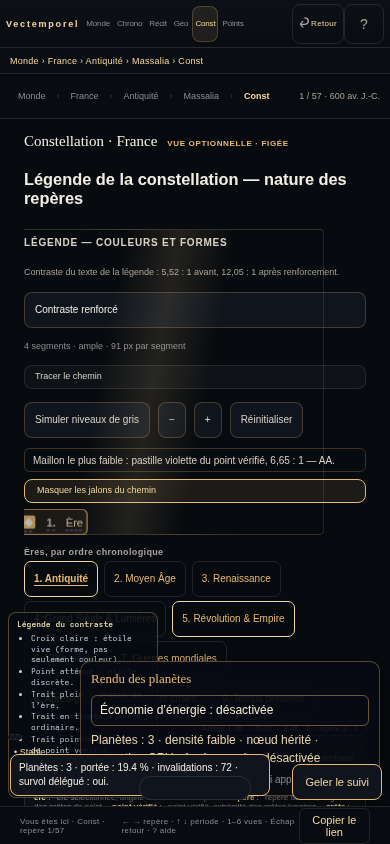 Vectemporel Monde Chrono Récit Géo Const Points Retour ?
Monde › France › Antiquité › Massalia › Const
Monde › France › Antiquité › Massalia › Const 1 / 57 · 600 av. J.-C.
Constellation · France VUE OPTIONNELLE · FIGÉE
Légende de la constellation — nature des
repères
LÉGENDE — COULEURS ET FORMES
Contraste du texte de la légende : 5,52 : 1 avant, 12,05 : 1 après renforcement.
Contraste renforcé
4 segments · ample · 91 px par segment
Tracer le chemin
Simuler niveaux de gris − + Réinitialiser
Maillon le plus faible : pastille violette du point vérifié, 6,65 : 1 — AA.
Masquer les jalons du chemin
1. Ère
Ères, par ordre chronologique
1. Antiquité 2. Moyen Âge 3. Renaissance
4. Grand Siècle & Lumières 5. Révolution & Empire
Légende du contraste
Croix claire : étoile
vive (forme, pas
seulement couleur).
discrète.
ordinaire.
Rendu des planètes
Économie d'énergie : désactivée
Planètes : 3 · densité faible · nœud hérité ·
Planètes : 3 · portée : 19.4 % · invalidations : 72 ·
survol délégué : oui.
Geler le suivi
Vous êtes ici · Const ·
repère 1/57
← → repère · ↑ ↓ période · 1–6 vues · Échap
retour · ? aide
Copier le
lien